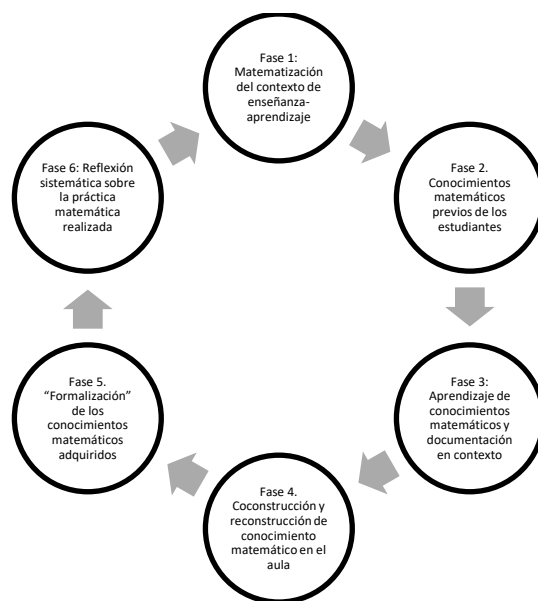 Fase 1:
Matematización
del contexto de
enseñanza-
aprendizaje
Fase 2.
Conocimientos
matemáticos
previos de los
estudiantes
Fase 3:
Aprendizaje de
conocimientos
matemáticos y
documentación
en contexto
Fase 4.
Coconstrucción y
reconstrucción de
conocimiento
matemático en el
aula
Fase 5.
“Formalización”
de los
conocimientos
matemáticos
adquiridos
Fase 6: Reflexión
sistemática sobre
la práctica
matemática
realizada